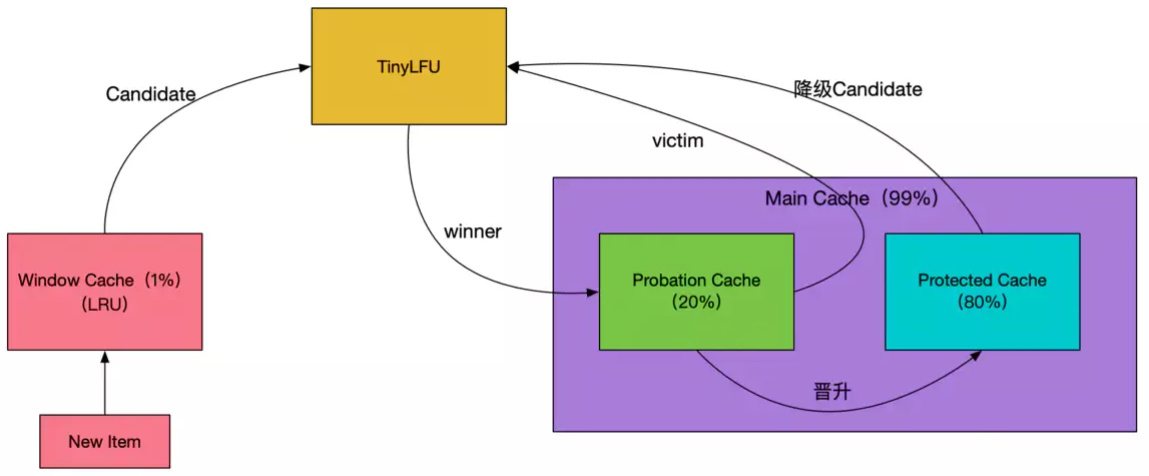 TinyLFU
Candidate
降级Candidate
victim
Main Cache（99%）
winner
Window Cache（1%）
（LRU）
Probation Cache
（20%）
Protected Cache
（80%）
晋升
New Item